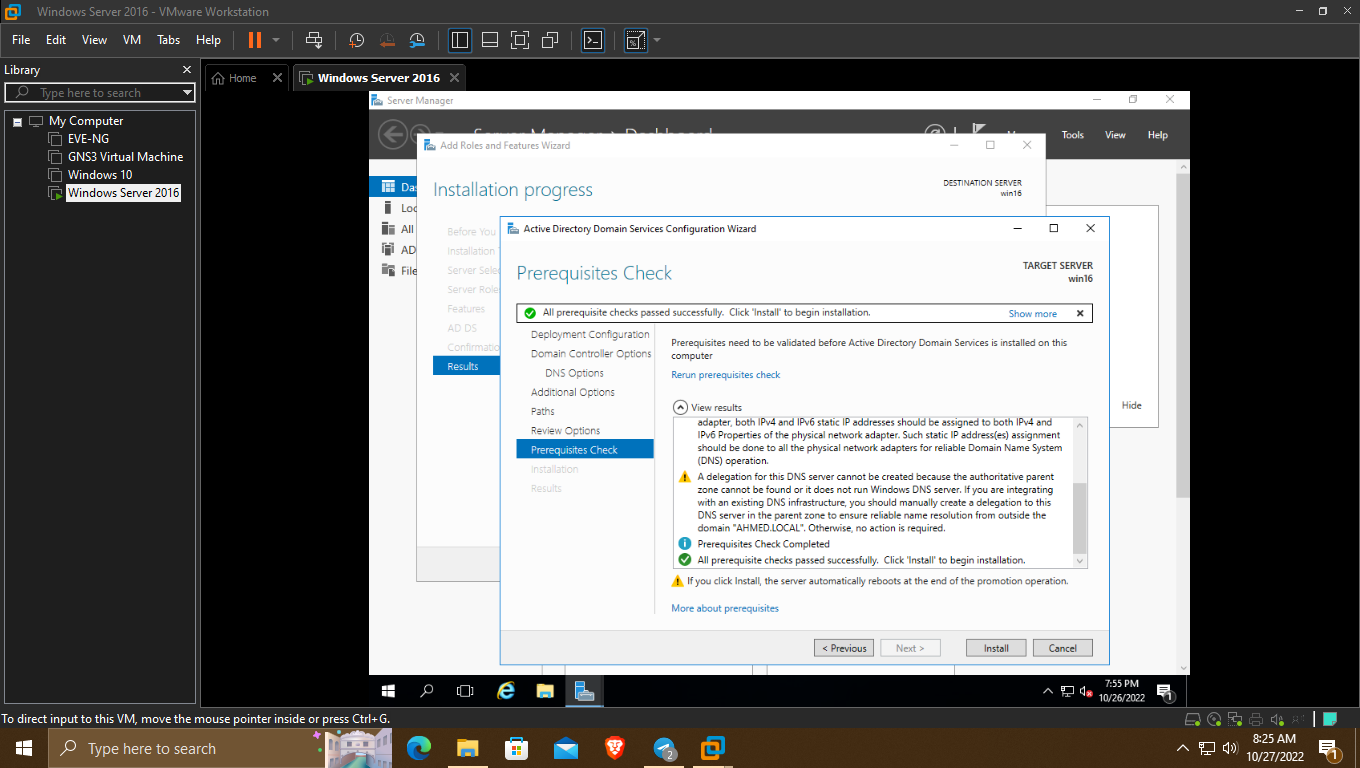 Windows Server 2016 - VMware Workstation
File Edit View VM Tabs Help
Library
Type here to search
My Computer
EVE-NG
GNS3 Virtual Machine
Windows 10
Windows Server 2016
Home
Windows Server 2016
Server Manager
Tools View Help
Add Roles and Features Wizard
Installation progress
DESTINATION SERVER
win16
Before You
Installation
Server Selec
Server Role
Features
AD DS
Confirmatio
Results
Das
Loc
All
AD
File
Hide
Active Directory Domain Services Configuration Wizard
Prerequisites Check
TARGET SERVER
win16
All prerequisite checks passed successfully. Click 'Install' to begin installation.
Show more
Deployment Configuration
Domain Controller Options
DNS Options
Additional Options
Paths
Review Options
Prerequisites Check
Installation
Results
Prerequisites need to be validated before Active Directory Domain Services is installed on this
computer
Rerun prerequisites check
View results
adapter, both IPv4 and IPv6 static IP addresses should be assigned to both IPv4 and
IPv6 Properties of the physical network adapter. Such static IP address(es) assignment
should be done to all the physical network adapters for reliable Domain Name System
(DNS) operation.
A delegation for this DNS server cannot be created because the authoritative parent
zone cannot be found or it does not run Windows DNS server. If you are integrating
with an existing DNS infrastructure, you should manually create a delegation to this
DNS server in the parent zone to ensure reliable name resolution from outside the
domain "AHMED.LOCAL". Otherwise, no action is required.
Prerequisites Check Completed
All prerequisite checks passed successfully. Click 'Install' to begin installation.
If you click Install, the server automatically reboots at the end of the promotion operation.
More about prerequisites
< Previous Next > Install Cancel
7:55 PM
10/26/2022
1
To direct input to this VM, move the mouse pointer inside or press Ctrl+G.
Type here to search
2
8:25 AM
10/27/2022
1